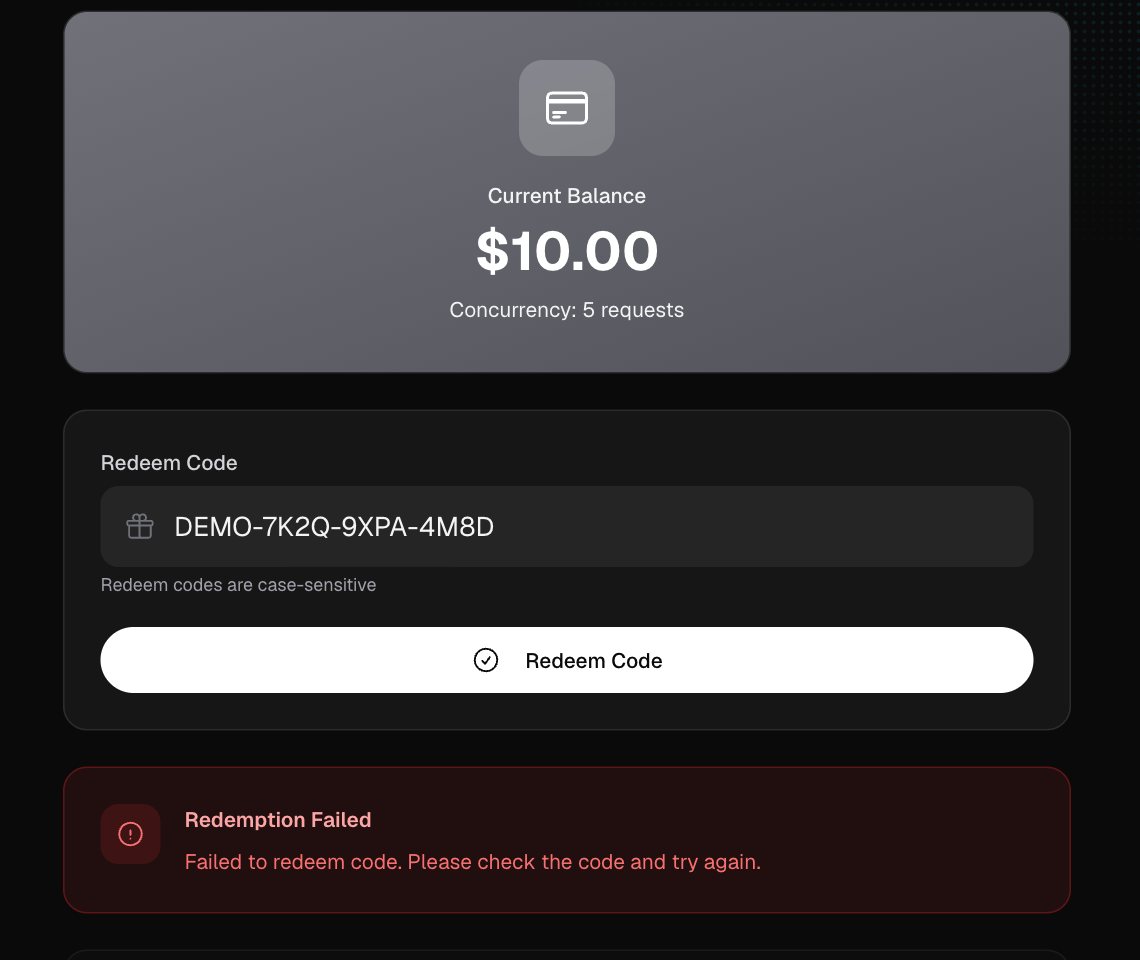 Current Balance
$10.00
Concurrency: 5 requests
Redeem Code
DEMO-7K2Q-9XPA-4M8D
Redeem codes are case-sensitive
Redeem Code
Redemption Failed
Failed to redeem code. Please check the code and try again.